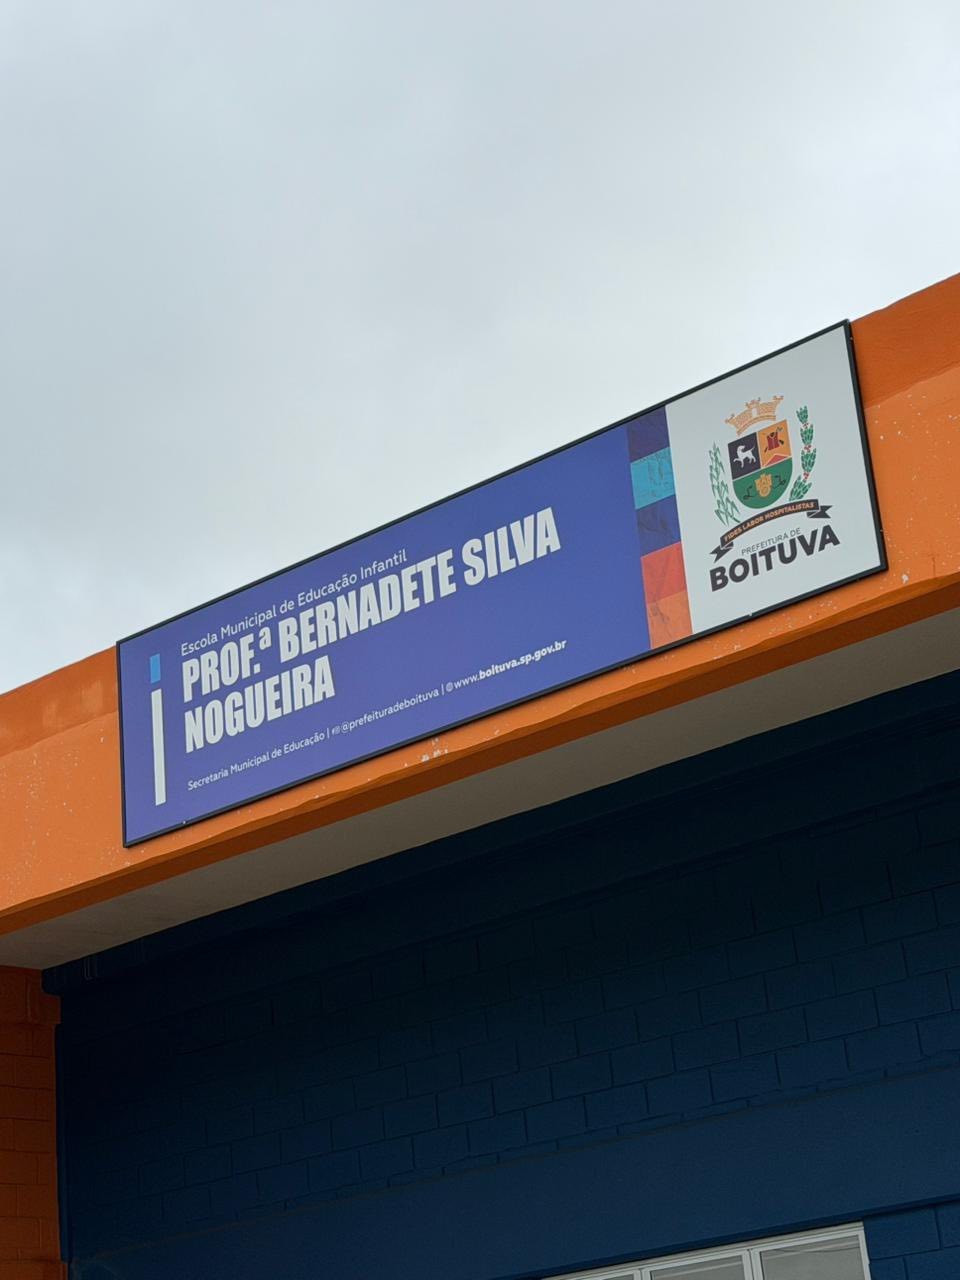 Escola Municipal de Educação Infantil
PROF.ª BERNADETE SILVA
NOGUEIRA
Secretaria Municipal de Educação | @prefeituradeboituva | www.boituva.sp.gov.br
FIDES LABOR HOSPITALISTAS
PREFEITURA DE
BOITUVA